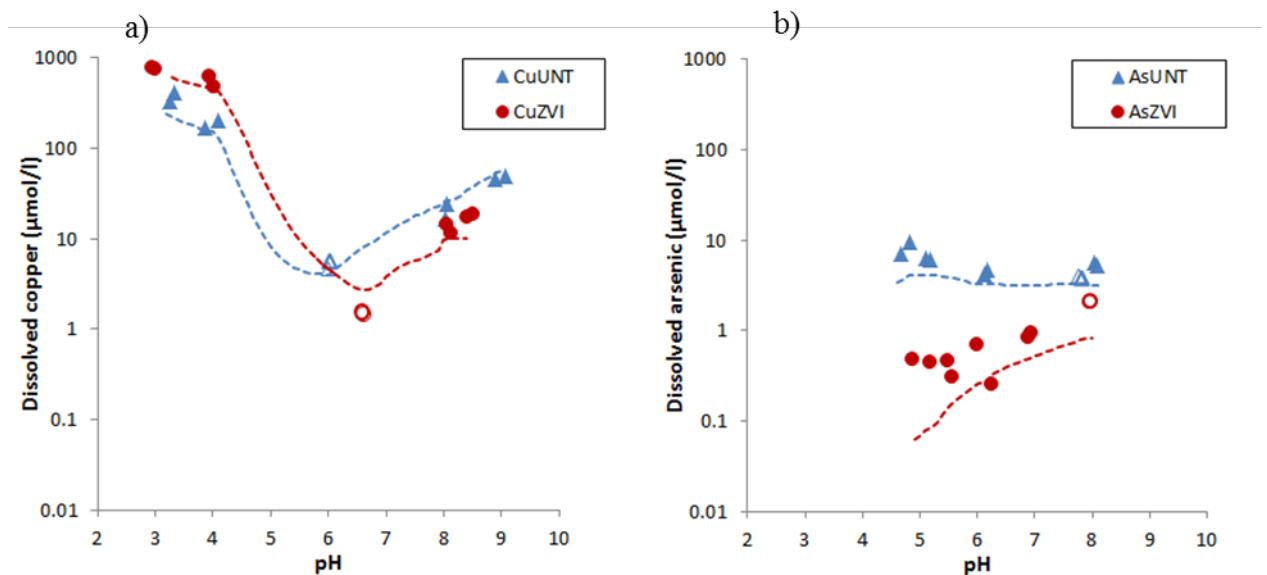 a)
1000
100
10
1
0.1
0.01
Dissolved copper (µmol/l)
CuUNT
CuZVI
2 3 4 5 6 7 8 9 10
pH
b)
1000
100
10
1
0.1
0.01
Dissolved arsenic (µmol/l)
AsUNT
AsZVI
2 3 4 5 6 7 8 9 10
pH